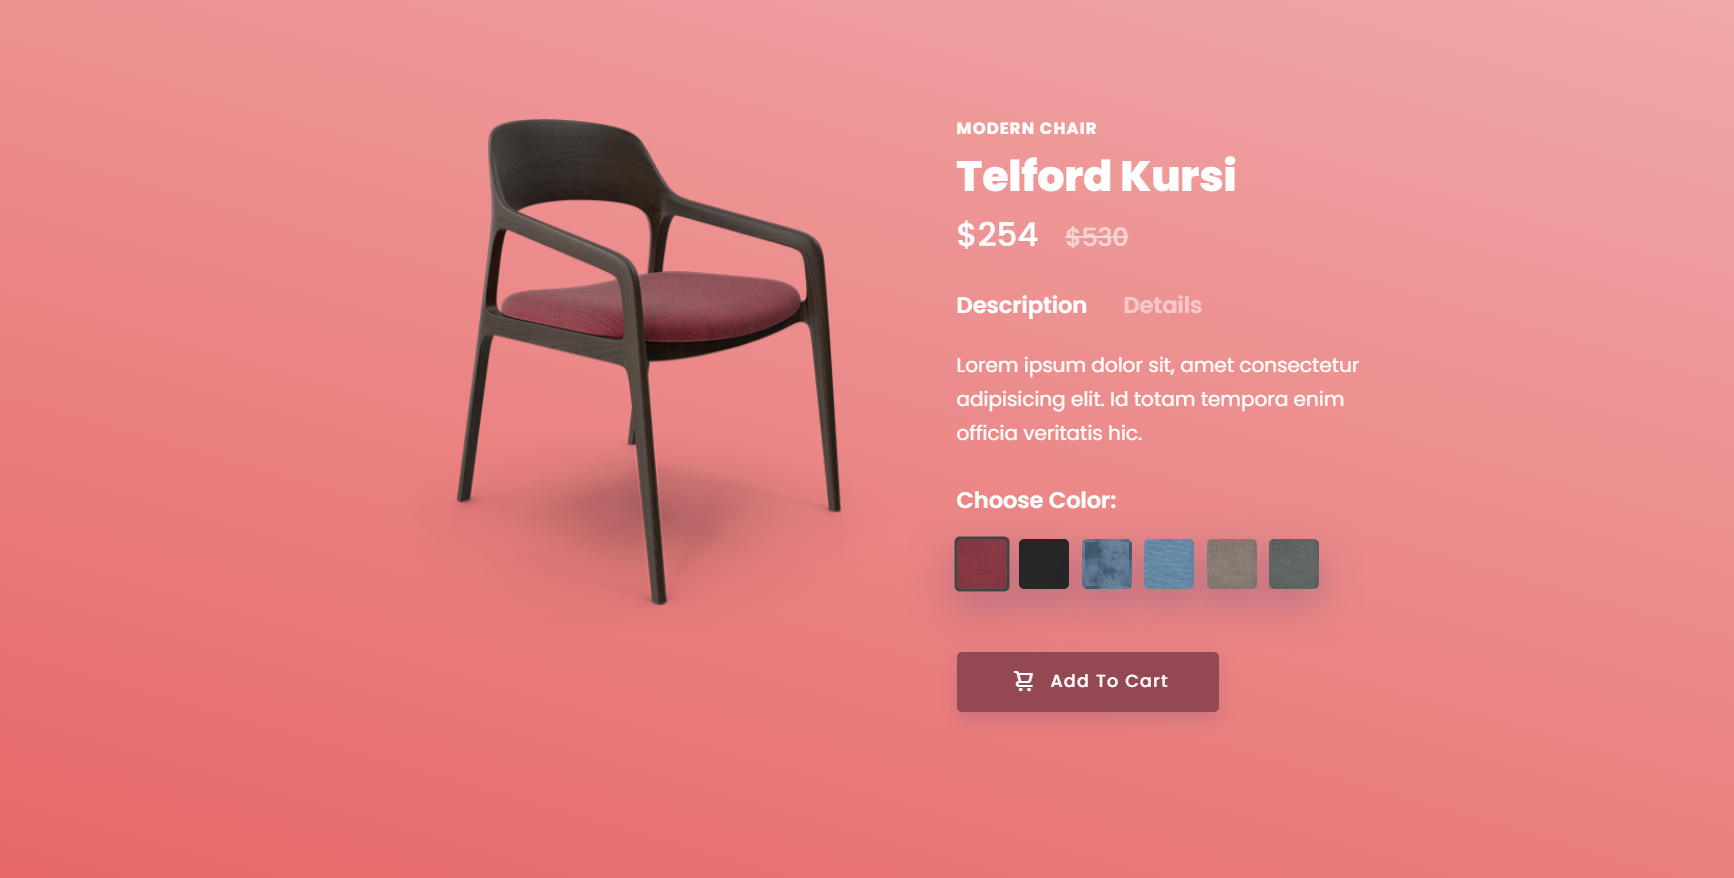 MODERN CHAIR
Telford Kursi
$254 $530
Description Details
Lorem ipsum dolor sit, amet consectetur
adipisicing elit. Id totam tempora enim
officia veritatis hic.
Choose Color:
Add To Cart